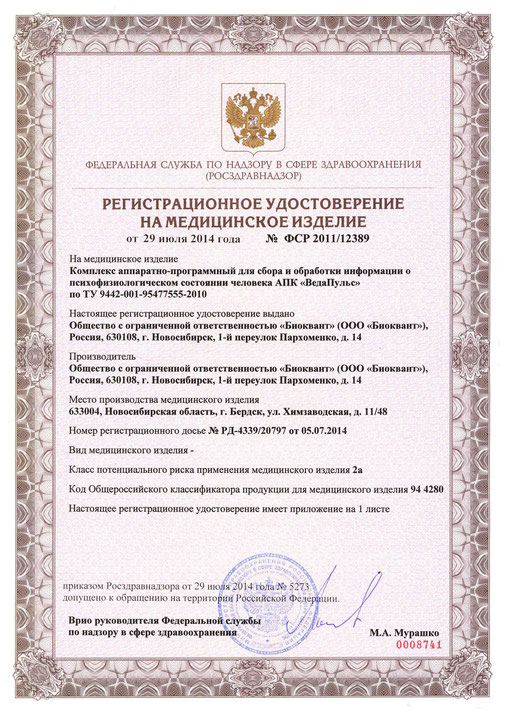 ФЕДЕРАЛЬНАЯ СЛУЖБА ПО НАДЗОРУ В СФЕРЕ ЗДРАВООХРАНЕНИЯ
(РОСЗДРАВНАДЗОР)
РЕГИСТРАЦИОННОЕ УДОСТОВЕРЕНИЕ
НА МЕДИЦИНСКОЕ ИЗДЕЛИЕ
от 29 июля 2014 года № ФСР 2011/12389
На медицинское изделие
Комплекс аппаратно-программный для сбора и обработки информации о
психофизиологическом состоянии человека АПК «ВедаПульс»
по ТУ 9442-001-95477555-2010
Настоящее регистрационное удостоверение выдано
Общество с ограниченной ответственностью «Биоквант» (ООО «Биоквант»),
Россия, 630108, г. Новосибирск, 1-й переулок Пархоменко, д. 14
Производитель
Общество с ограниченной ответственностью «Биоквант» (ООО «Биоквант»),
Россия, 630108, г. Новосибирск, 1-й переулок Пархоменко, д. 14
Место производства медицинского изделия
633004, Новосибирская область, г. Бердск, ул. Химзаводская, д. 11/48
Номер регистрационного досье № РД-4339/20797 от 05.07.2014
Вид медицинского изделия -
Класс потенциального риска применения медицинского изделия 2а
Код Общероссийского классификатора продукции для медицинского изделия 94 4280
Настоящее регистрационное удостоверение имеет приложение на 1 листе
приказом Росздравнадзора от 29 июля 2014 года № 5273
допущено к обращению на территории Российской Федерации.
Врио руководителя Федеральной службы
по надзору в сфере здравоохранения
М.А. Мурашко
0008741